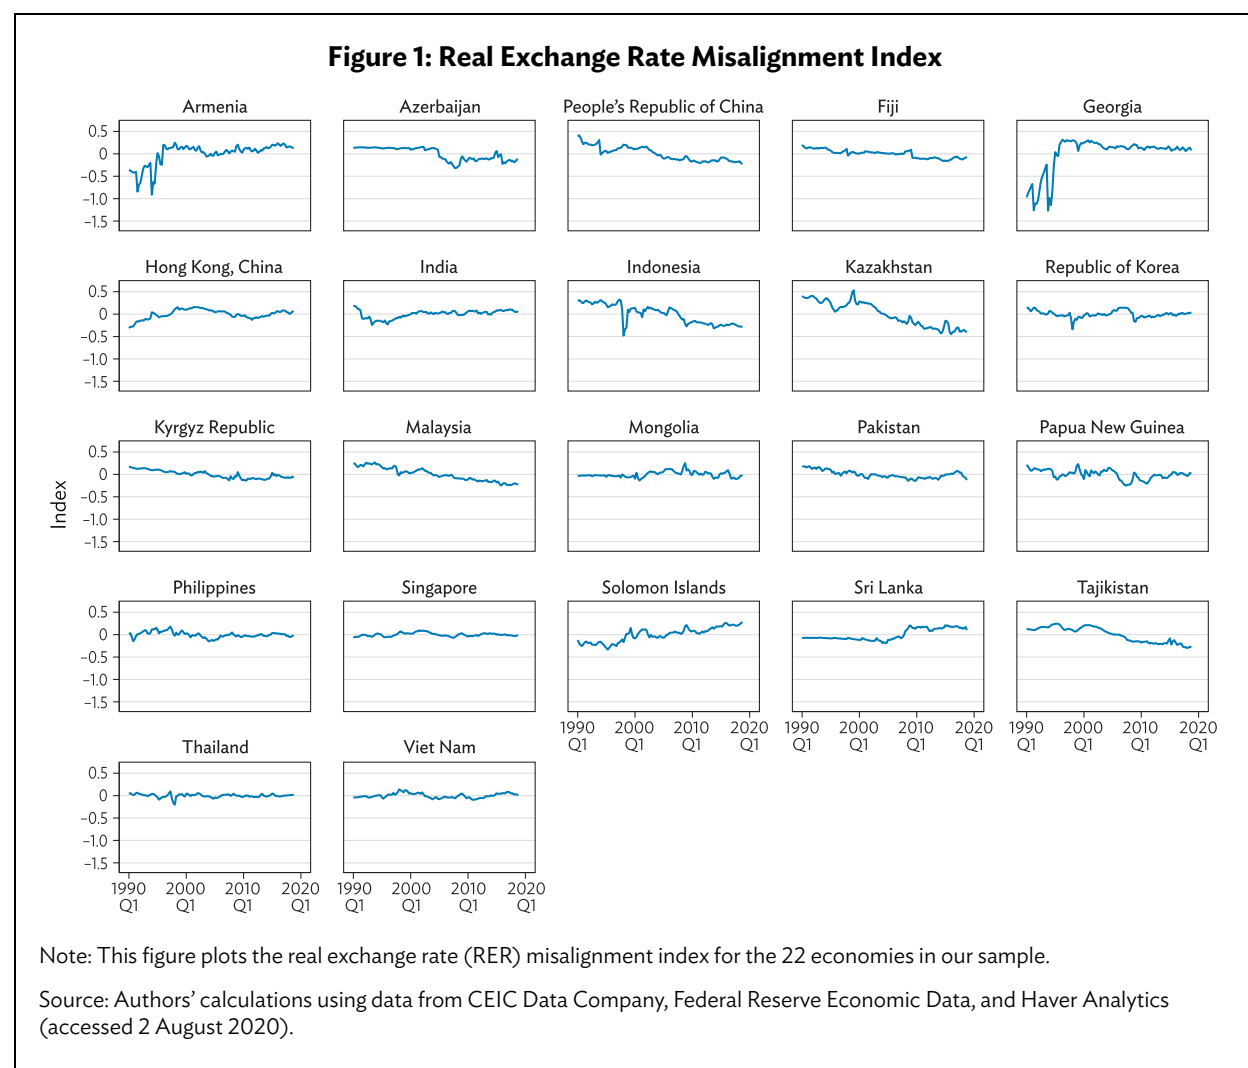 Figure 1: Real Exchange Rate Misalignment Index
Armenia
Azerbaijan
People's Republic of China
Fiji
Georgia
0.5
0
−0.5
−1.0
−1.5
Hong Kong, China
India
Indonesia
Kazakhstan
Republic of Korea
0.5
0
−0.5
−1.0
−1.5
Kyrgyz Republic
Malaysia
Mongolia
Pakistan
Papua New Guinea
0.5
0
−0.5
−1.0
−1.5
Index
Philippines
Singapore
Solomon Islands
Sri Lanka
Tajikistan
0.5
0
−0.5
−1.0
−1.5
1990 Q1
2000 Q1
2010 Q1
2020 Q1
1990 Q1
2000 Q1
2010 Q1
2020 Q1
1990 Q1
2000 Q1
2010 Q1
2020 Q1
Thailand
Viet Nam
0.5
0
−0.5
−1.0
−1.5
1990 Q1
2000 Q1
2010 Q1
2020 Q1
1990 Q1
2000 Q1
2010 Q1
2020 Q1
Note: This figure plots the real exchange rate (RER) misalignment index for the 22 economies in our sample.
Source: Authors' calculations using data from CEIC Data Company, Federal Reserve Economic Data, and Haver Analytics
(accessed 2 August 2020).